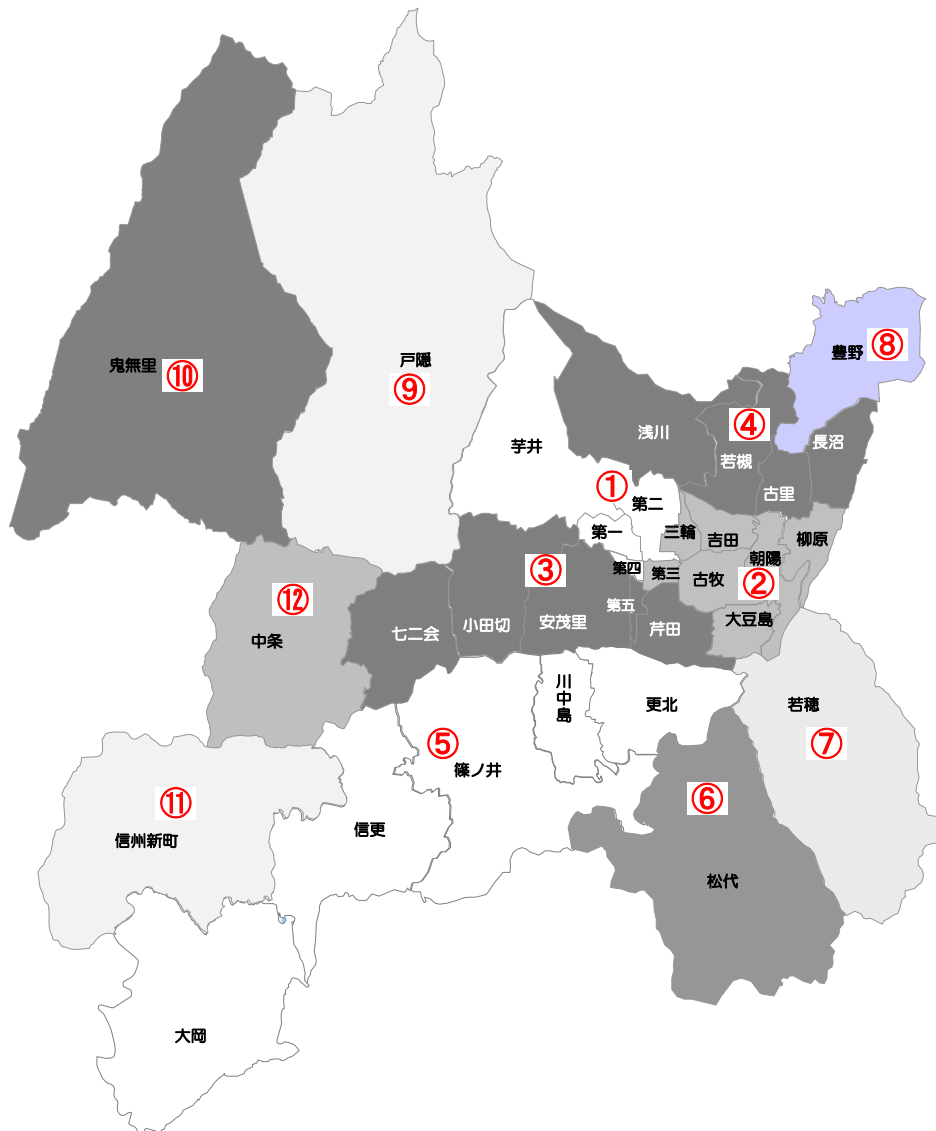 豊野
⑧
鬼無里
⑩
戸隠
⑨
④
浅川
若槻
長沼
芋井
①
古里
第二
第一
三輪
吉田
柳原
朝陽
③
第四
第三
古牧
②
⑫
第五
大豆島
中条
七二会
小田切
安茂里
芹田
川中島
更北
若穂
⑤
⑦
篠ノ井
⑪
⑥
信州新町
信更
松代
大岡